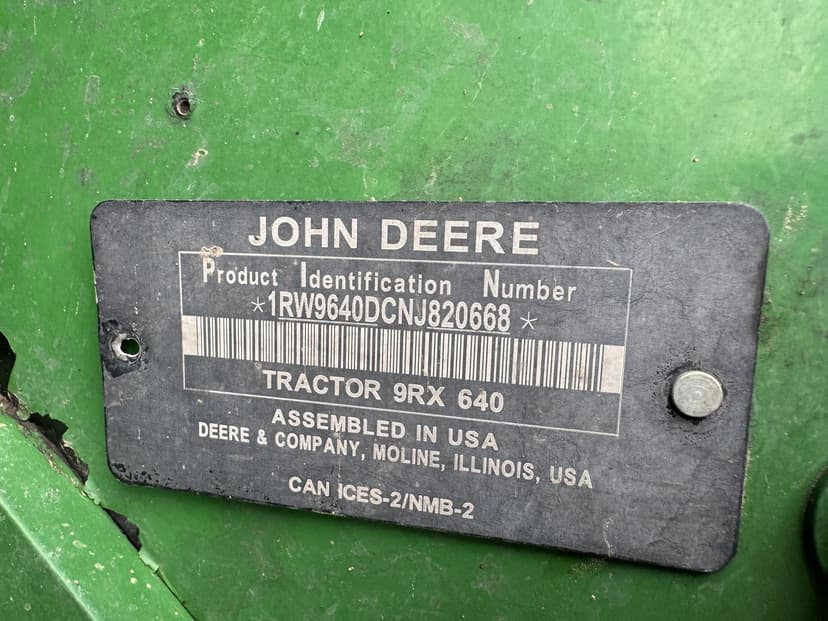 JOHN DEERE
Product Identification Number
*1RW9640DCNJ820668*
TRACTOR 9RX 640
ASSEMBLED IN USA
DEERE & COMPANY, MOLINE, ILLINOIS, USA
CAN ICES-2/NMB-2